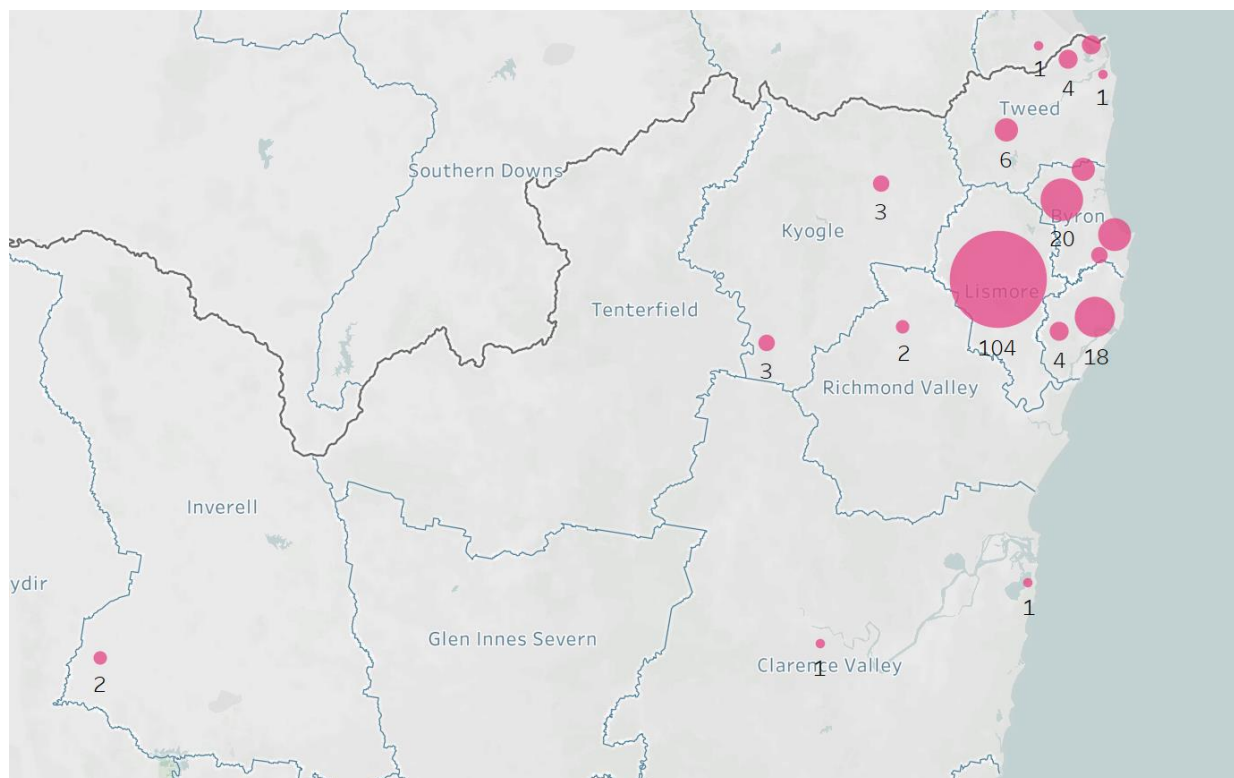 1
4
1
Tweed
6
Southern Downs
3
Kyogle
Byron
20
Lismore
Tenterfield
104
2
4
18
3
Richmond Valley
Inverell
ydir
1
Glen Innes Severn
Clarence Valley
1
2